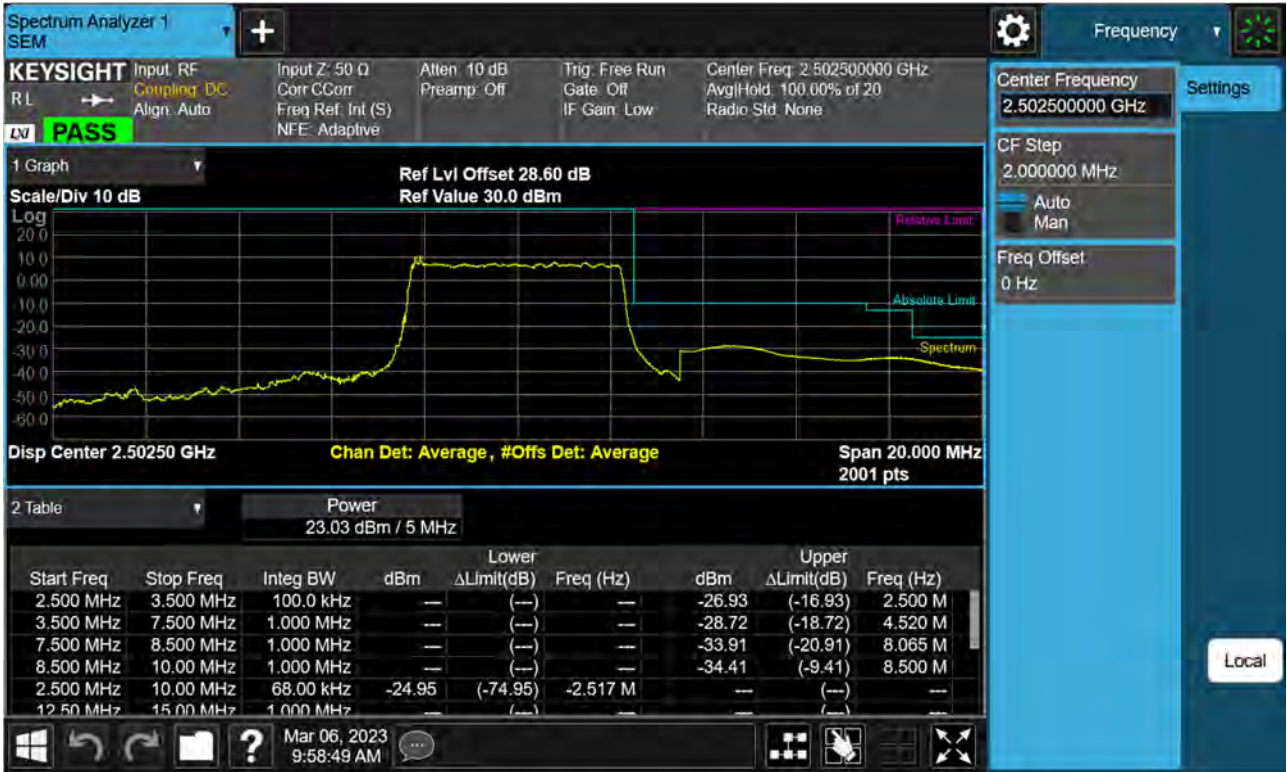 Spectrum Analyzer 1
SEM
Frequency
KEYSIGHT
R L
LXI
PASS
Input: RF
Coupling: DC
Align: Auto
Input Z: 50 Ω
Corr CCorr
Freq Ref: Int (S)
NFE: Adaptive
Atten: 10 dB
Preamp: Off
Trig: Free Run
Gate: Off
IF Gain: Low
Center Freq: 2.502500000 GHz
Avg|Hold: 100.00% of 20
Radio Std: None
Center Frequency
2.502500000 GHz
Settings
CF Step
2.000000 MHz
Auto
Man
Freq Offset
0 Hz
1 Graph
Scale/Div 10 dB
Ref Lvl Offset 28.60 dB
Ref Value 30.0 dBm
Log
20.0
10.0
0.00
-10.0
-20.0
-30.0
-40.0
-50.0
-60.0
Relative Limit
Absolute Limit
Spectrum
Disp Center 2.50250 GHz
Chan Det: Average, #Offs Det: Average
Span 20.000 MHz
2001 pts
2 Table
Power
23.03 dBm / 5 MHz
Lower Upper
Start Freq Stop Freq Integ BW dBm ΔLimit(dB) Freq (Hz) dBm ΔLimit(dB) Freq (Hz)
2.500 MHz 3.500 MHz 100.0 kHz --- (---) --- -26.93 (-16.93) 2.500 M
3.500 MHz 7.500 MHz 1.000 MHz --- (---) --- -28.72 (-18.72) 4.520 M
7.500 MHz 8.500 MHz 1.000 MHz --- (---) --- -33.91 (-20.91) 8.065 M
8.500 MHz 10.00 MHz 1.000 MHz --- (---) --- -34.41 (-9.41) 8.500 M
2.500 MHz 10.00 MHz 68.00 kHz -24.95 (-74.95) -2.517 M --- (---) ---
12.50 MHz 15.00 MHz 1.000 MHz --- (---) --- --- (---) ---
Local
?
Mar 06, 2023
9:58:49 AM